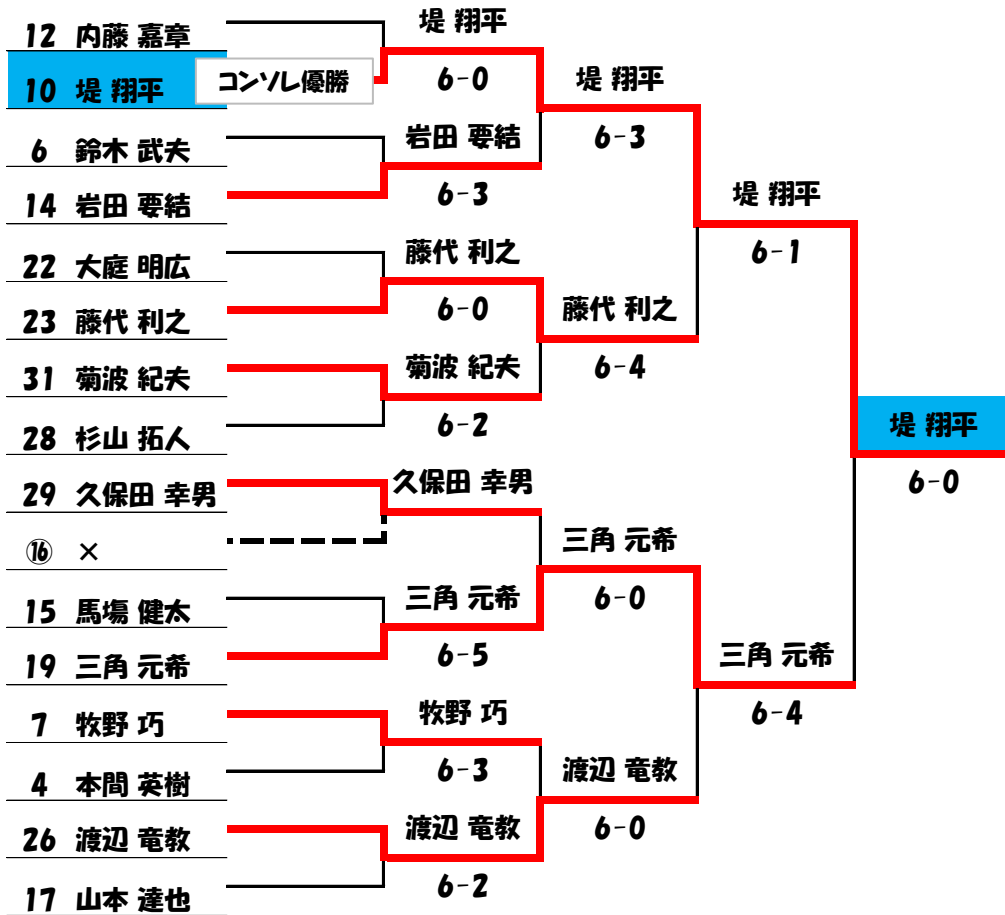 12 内藤 嘉章
10 堤 翔平
コンソレ優勝
6 鈴木 武夫
14 岩田 要結
22 大庭 明広
23 藤代 利之
31 菊波 紀夫
28 杉山 拓人
29 久保田 幸男
⑯ ×
15 馬塲 健太
19 三角 元希
7 牧野 巧
4 本間 英樹
26 渡辺 竜教
17 山本 達也
堤 翔平
6-0
岩田 要結
6-3
藤代 利之
6-0
菊波 紀夫
6-2
久保田 幸男
三角 元希
6-5
牧野 巧
6-3
渡辺 竜教
6-2
堤 翔平
6-3
藤代 利之
6-4
三角 元希
6-0
渡辺 竜教
6-0
堤 翔平
6-1
三角 元希
6-4
堤 翔平
6-0